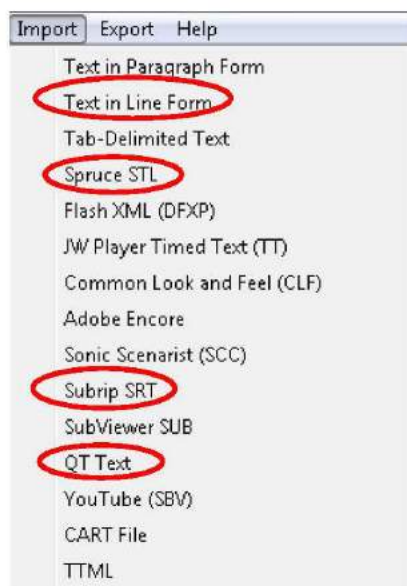 Import Export Help
Text in Paragraph Form
Text in Line Form
Tab-Delimited Text
Spruce STL
Flash XML (DFXP)
JW Player Timed Text (TT)
Common Look and Feel (CLF)
Adobe Encore
Sonic Scenarist (SCC)
Subrip SRT
SubViewer SUB
QT Text
YouTube (SBV)
CART File
TTML